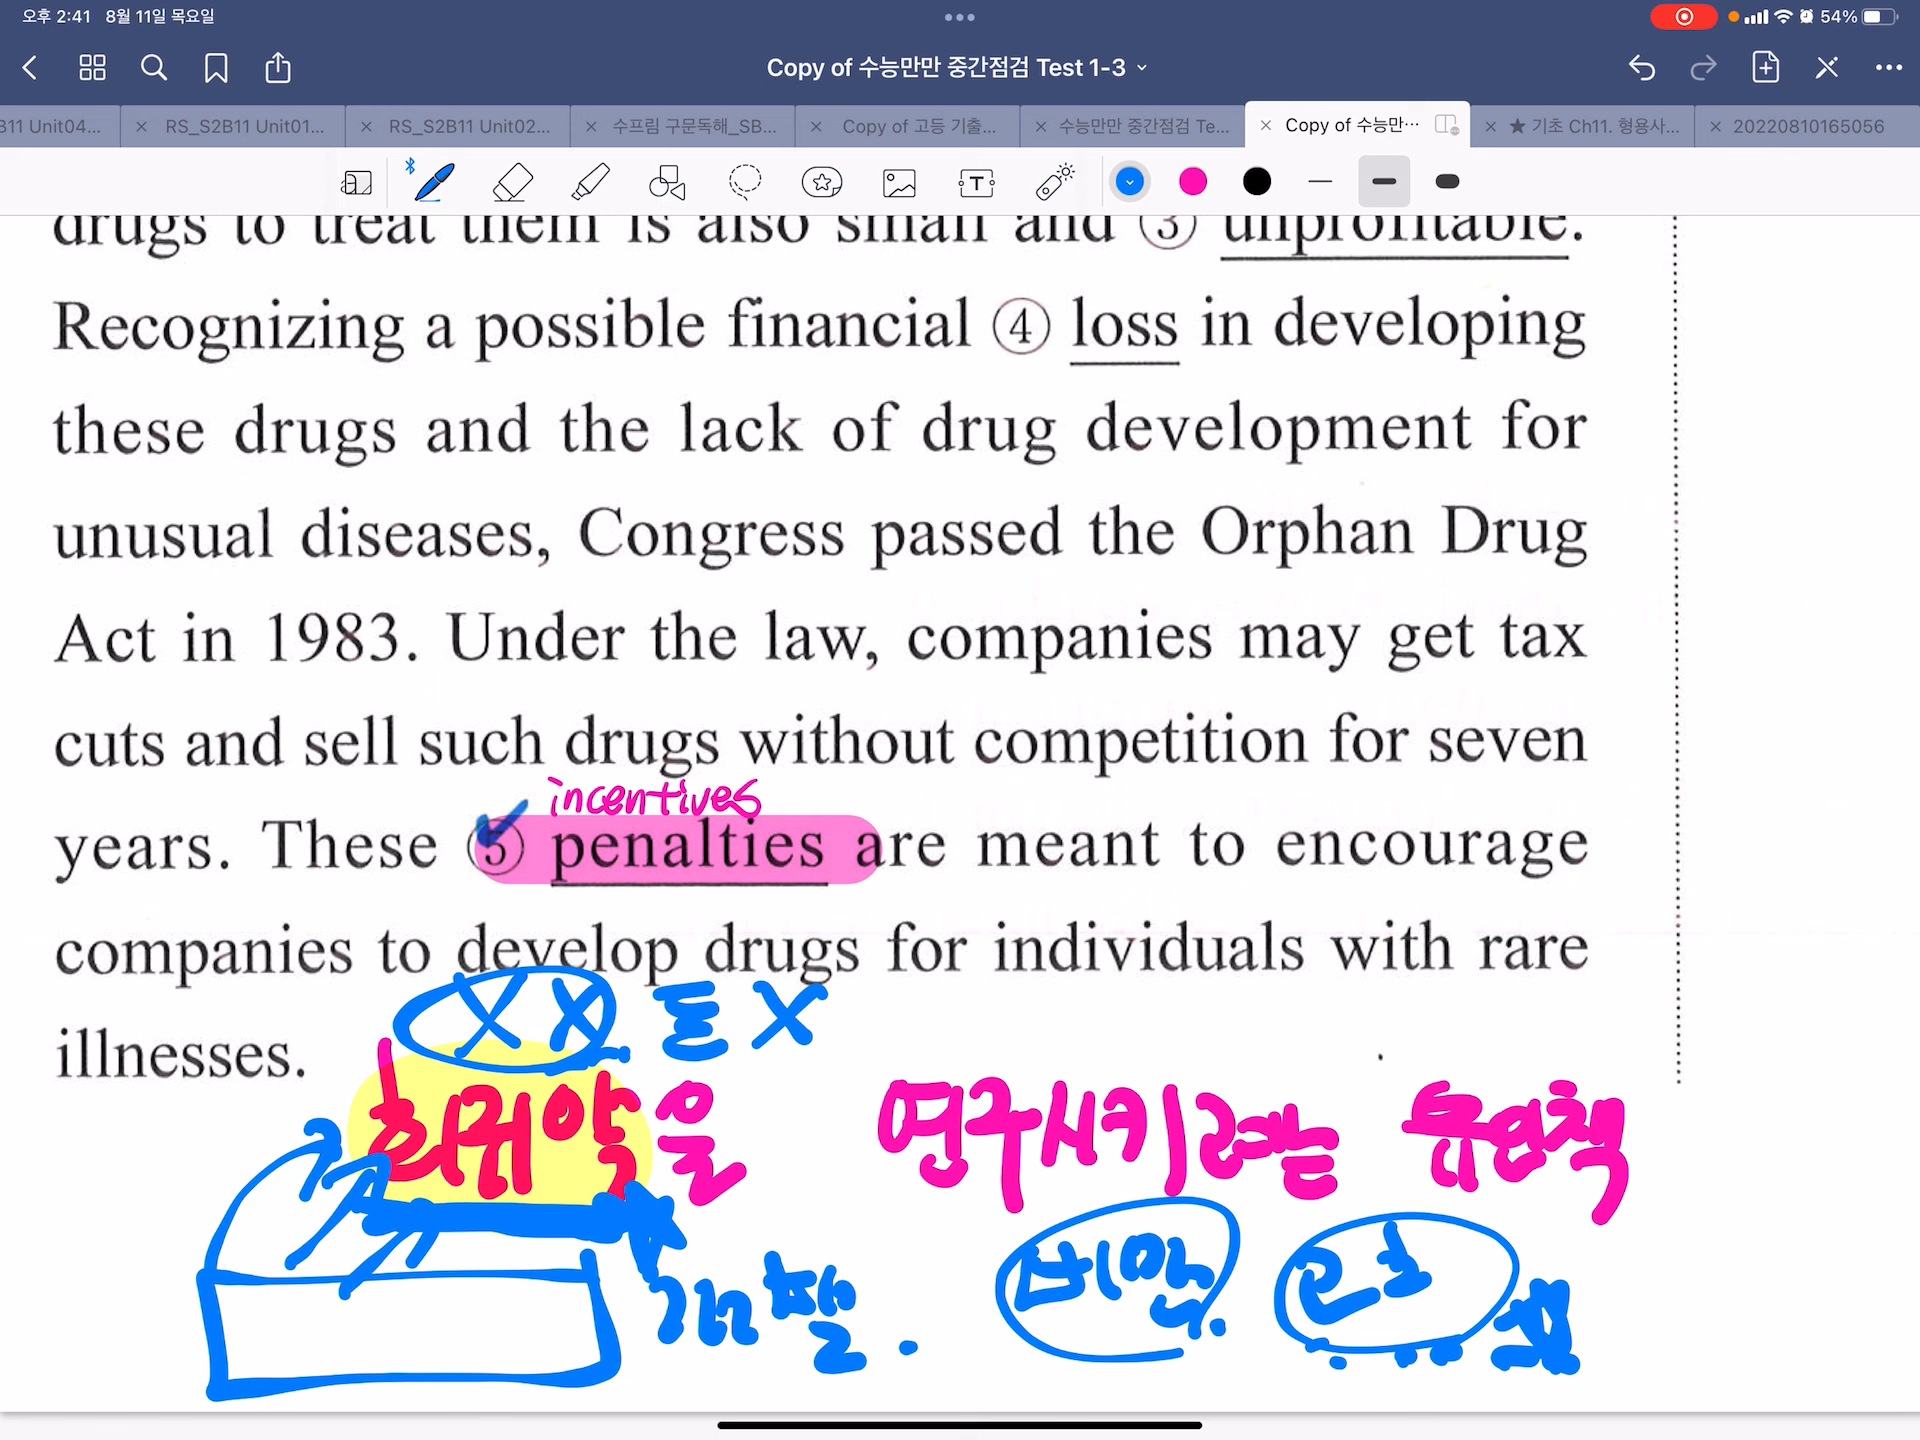 오후 2:41 8월 11일 목요일 54%
Copy of 수능만만 중간점검 Test 1-3
311 Unit04... RS_S2B11 Unit01... RS_S2B11 Unit02... 수프림 구문독해_SB... Copy of 고등 기출... 수능만만 중간점검 Te... Copy of 수능만... ★ 기초 Ch11. 형용사... 20220810165056
drugs to treat them is also small and ③ unprofitable.
Recognizing a possible financial ④ loss in developing
these drugs and the lack of drug development for
unusual diseases, Congress passed the Orphan Drug
Act in 1983. Under the law, companies may get tax
cuts and sell such drugs without competition for seven
incentives
years. These ⑤ penalties are meant to encourage
companies to develop drugs for individuals with rare
illnesses.
XX 돈 X
희귀약을 연구시키려는 유인책
비만